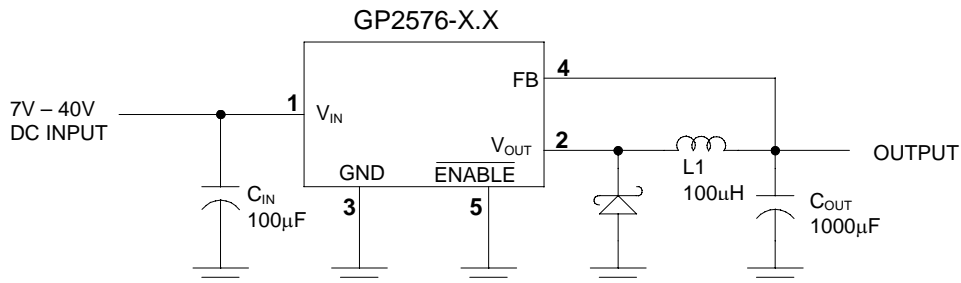 GP2576-X.X
FB
4
7V – 40V
DC INPUT
1
VIN
VOUT
2
OUTPUT
GND
ENABLE
L1
100μH
3
5
CIN
100μF
COUT
1000μF